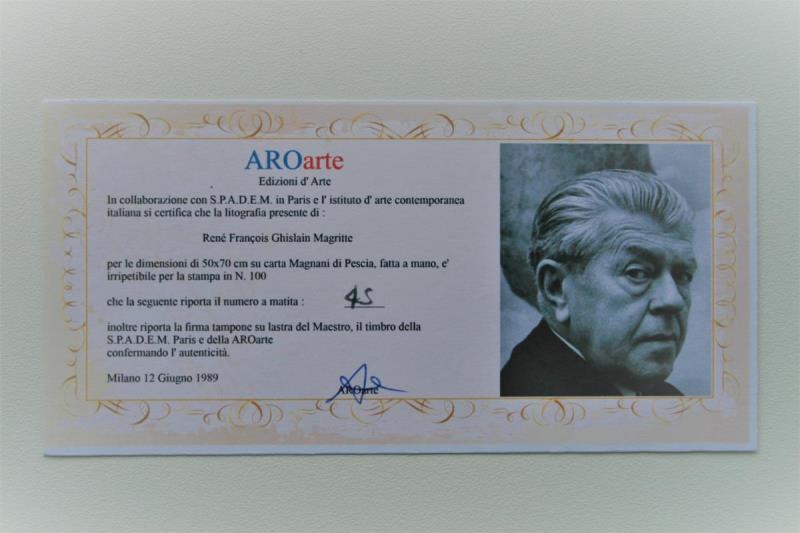 AROarte
Edizioni d' Arte
In collaborazione con S.P.A.D.E.M. in Paris e l' istituto d' arte contemporanea
italiana si certifica che la litografia presente di :
René François Ghislain Magritte
per le dimensioni di 50x70 cm su carta Magnani di Pescia, fatta a mano, e'
irripetibile per la stampa in N. 100
che la seguente riporta il numero a matita : 45
inoltre riporta la firma tampone su lastra del Maestro, il timbro della
S.P.A.D.E.M. Paris e della AROarte
confermando l' autenticità.
Milano 12 Giugno 1989
AROarte